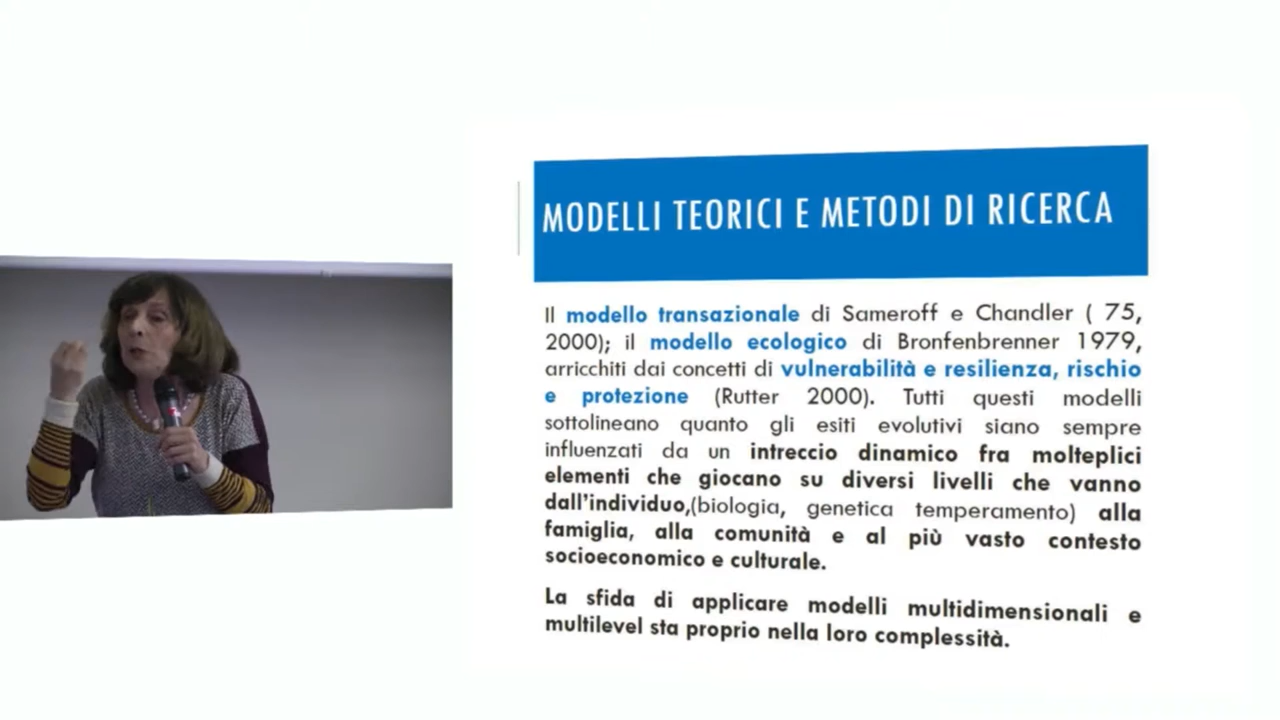 MODELLI TEORICI E METODI DI RICERCA
Il modello transazionale di Sameroff e Chandler ( 75,
2000); il modello ecologico di Bronfenbrenner 1979,
arricchiti dai concetti di vulnerabilità e resilienza, rischio
e protezione (Rutter 2000). Tutti questi modelli
sottolineano quanto gli esiti evolutivi siano sempre
influenzati da un intreccio dinamico fra molteplici
elementi che giocano su diversi livelli che vanno
dall'individuo,(biologia, genetica temperamento) alla
famiglia, alla comunità e al più vasto contesto
socioeconomico e culturale.
La sfida di applicare modelli multidimensionali e
multilevel sta proprio nella loro complessità.